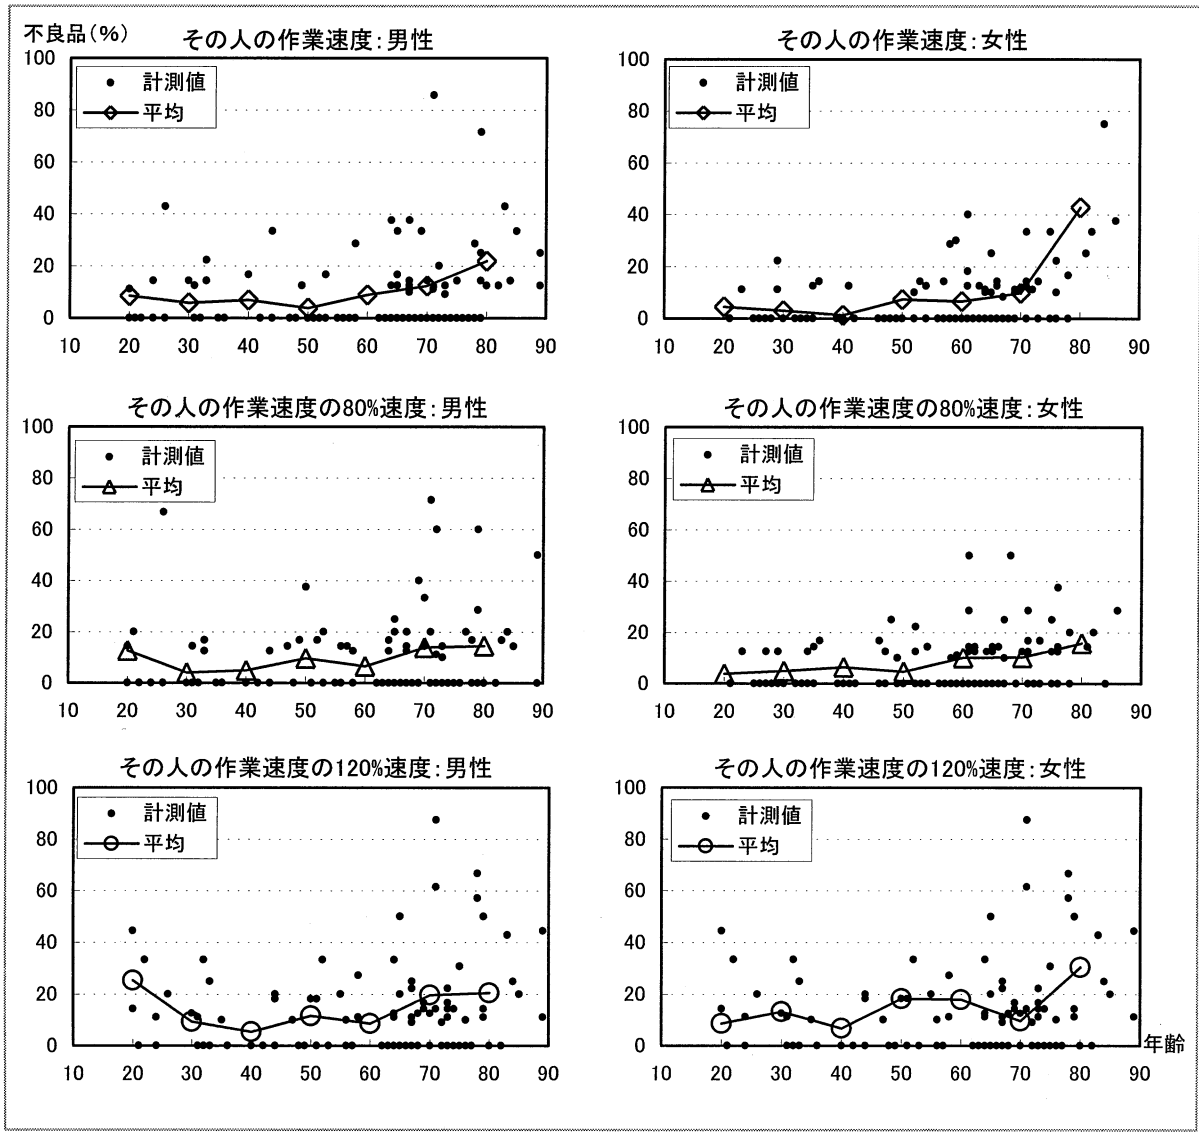 不良品(%)
その人の作業速度:男性
100
80
60
40
20
0
10 20 30 40 50 60 70 80 90
計測値
平均
その人の作業速度:女性
100
80
60
40
20
0
10 20 30 40 50 60 70 80 90
計測値
平均
その人の作業速度の80%速度:男性
100
80
60
40
20
0
10 20 30 40 50 60 70 80 90
計測値
平均
その人の作業速度の80%速度:女性
100
80
60
40
20
0
10 20 30 40 50 60 70 80 90
計測値
平均
その人の作業速度の120%速度:男性
100
80
60
40
20
0
10 20 30 40 50 60 70 80 90
計測値
平均
その人の作業速度の120%速度:女性
100
80
60
40
20
0
10 20 30 40 50 60 70 80 90
計測値
平均
年齢